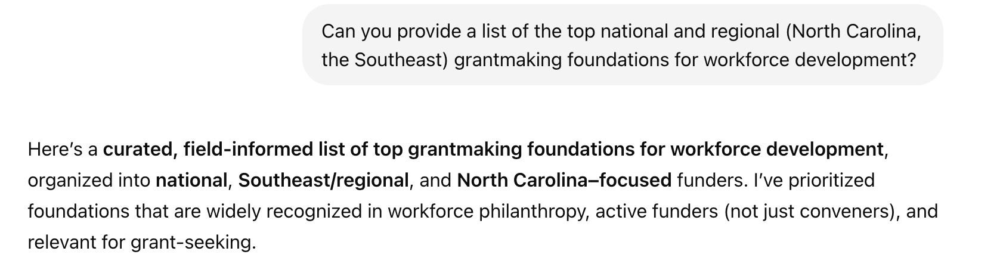 Can you provide a list of the top national and regional (North Carolina,
the Southeast) grantmaking foundations for workforce development?
Here’s a curated, field-informed list of top grantmaking foundations for workforce development,
organized into national, Southeast/regional, and North Carolina–focused funders. I’ve prioritized
foundations that are widely recognized in workforce philanthropy, active funders (not just conveners), and
relevant for grant-seeking.